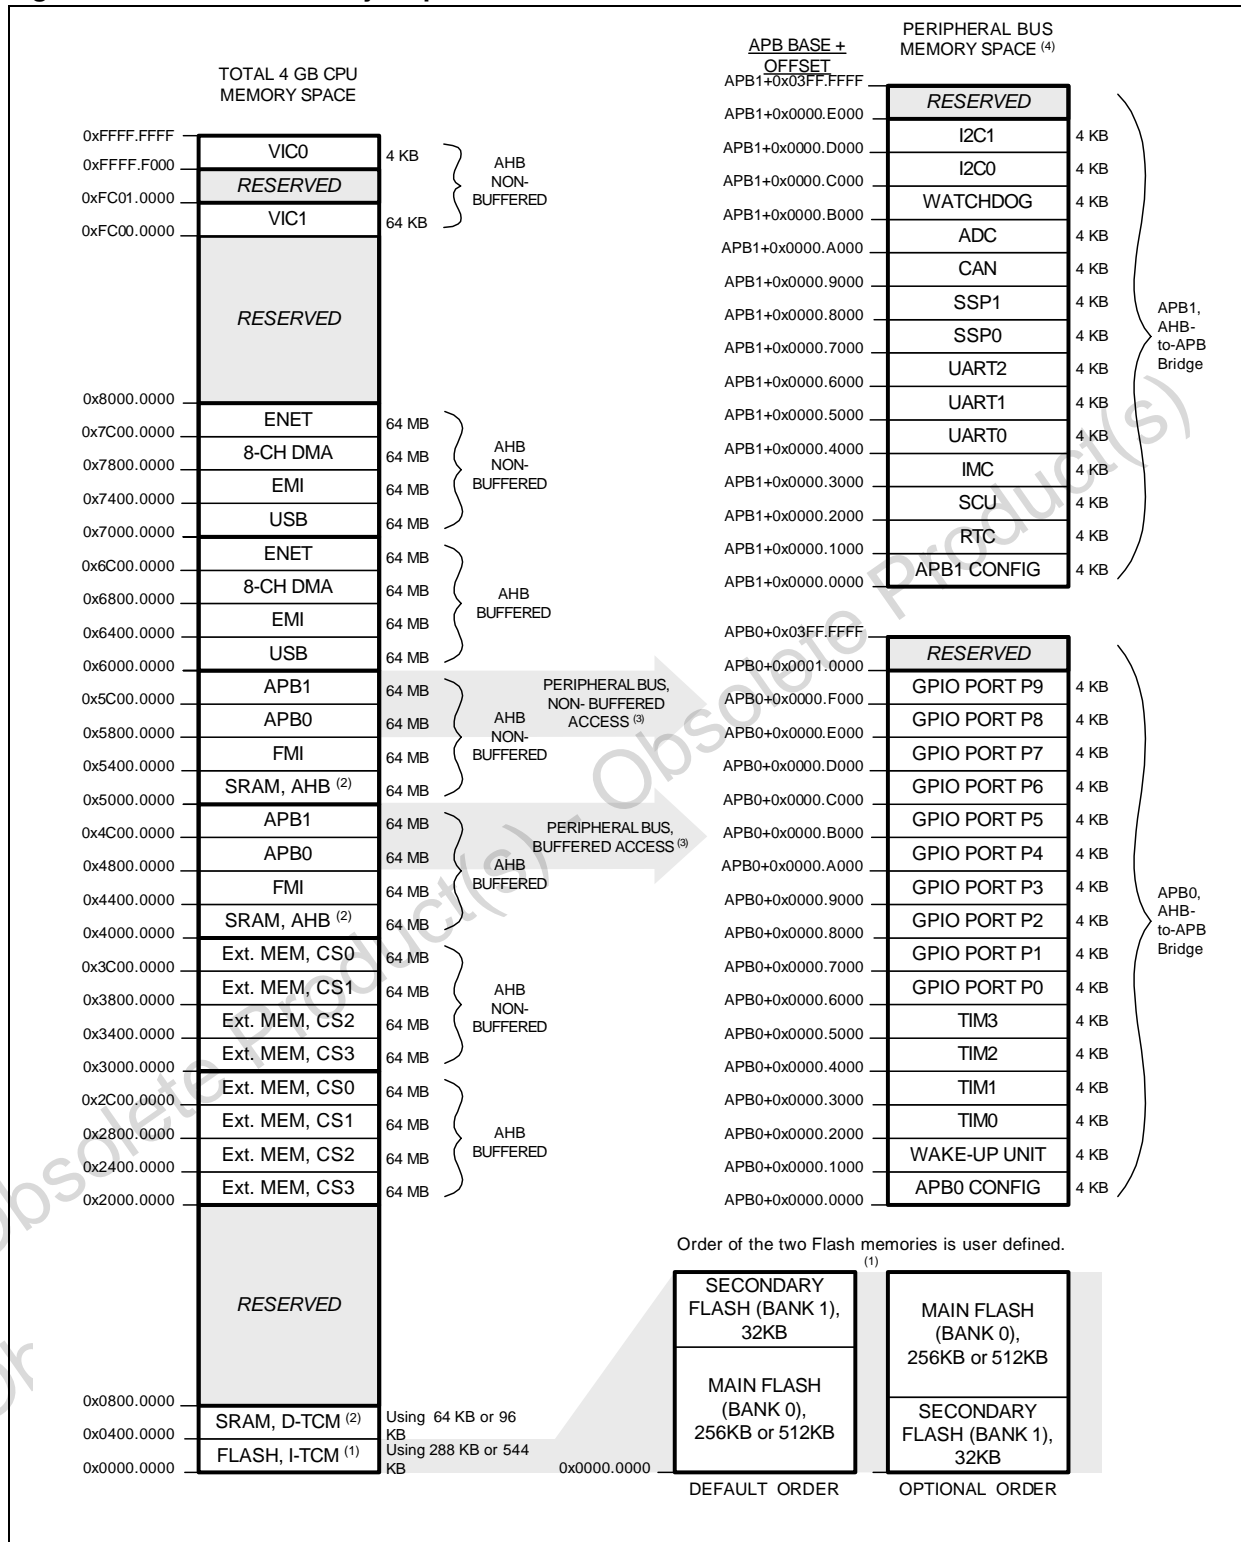 TOTAL 4 GB CPU
MEMORY SPACE
0xFFFF.FFFF
VIC0
4 KB
0xFFFF.F000
RESERVED
0xFC01.0000
VIC1
64 KB
0xFC00.0000
AHB
NON-
BUFFERED
RESERVED
0x8000.0000
ENET
64 MB
0x7C00.0000
8-CH DMA
64 MB
0x7800.0000
EMI
64 MB
0x7400.0000
USB
64 MB
0x7000.0000
AHB
NON-
BUFFERED
ENET
64 MB
0x6C00.0000
8-CH DMA
64 MB
0x6800.0000
EMI
64 MB
0x6400.0000
USB
64 MB
0x6000.0000
AHB
BUFFERED
APB1
64 MB
0x5C00.0000
APB0
64 MB
0x5800.0000
FMI
64 MB
0x5400.0000
SRAM, AHB (2)
64 MB
0x5000.0000
AHB
NON-
BUFFERED
PERIPHERAL BUS,
NON- BUFFERED
ACCESS (3)
APB1
64 MB
0x4C00.0000
APB0
64 MB
0x4800.0000
FMI
64 MB
0x4400.0000
SRAM, AHB (2)
64 MB
0x4000.0000
AHB
BUFFERED
PERIPHERAL BUS,
BUFFERED ACCESS (3)
Ext. MEM, CS0
64 MB
0x3C00.0000
Ext. MEM, CS1
64 MB
0x3800.0000
Ext. MEM, CS2
64 MB
0x3400.0000
Ext. MEM, CS3
64 MB
0x3000.0000
AHB
NON-
BUFFERED
Ext. MEM, CS0
64 MB
0x2C00.0000
Ext. MEM, CS1
64 MB
0x2800.0000
Ext. MEM, CS2
64 MB
0x2400.0000
Ext. MEM, CS3
64 MB
0x2000.0000
AHB
BUFFERED
RESERVED
0x0800.0000
SRAM, D-TCM (2)
Using 64 KB or 96
KB
0x0400.0000
FLASH, I-TCM (1)
Using 288 KB or 544
KB
0x0000.0000
APB BASE +
OFFSET
PERIPHERAL BUS
MEMORY SPACE (4)
APB1+0x03FF.FFFF
RESERVED
APB1+0x0000.E000
I2C1
4 KB
APB1+0x0000.D000
I2C0
4 KB
APB1+0x0000.C000
WATCHDOG
4 KB
APB1+0x0000.B000
ADC
4 KB
APB1+0x0000.A000
CAN
4 KB
APB1+0x0000.9000
SSP1
4 KB
APB1+0x0000.8000
SSP0
4 KB
APB1+0x0000.7000
UART2
4 KB
APB1+0x0000.6000
UART1
4 KB
APB1+0x0000.5000
UART0
4 KB
APB1+0x0000.4000
IMC
4 KB
APB1+0x0000.3000
SCU
4 KB
APB1+0x0000.2000
RTC
4 KB
APB1+0x0000.1000
APB1 CONFIG
4 KB
APB1+0x0000.0000
APB1,
AHB-
to-APB
Bridge
APB0+0x03FF.FFFF
RESERVED
APB0+0x0001.0000
GPIO PORT P9
4 KB
APB0+0x0000.F000
GPIO PORT P8
4 KB
APB0+0x0000.E000
GPIO PORT P7
4 KB
APB0+0x0000.D000
GPIO PORT P6
4 KB
APB0+0x0000.C000
GPIO PORT P5
4 KB
APB0+0x0000.B000
GPIO PORT P4
4 KB
APB0+0x0000.A000
GPIO PORT P3
4 KB
APB0+0x0000.9000
GPIO PORT P2
4 KB
APB0+0x0000.8000
GPIO PORT P1
4 KB
APB0+0x0000.7000
GPIO PORT P0
4 KB
APB0+0x0000.6000
TIM3
4 KB
APB0+0x0000.5000
TIM2
4 KB
APB0+0x0000.4000
TIM1
4 KB
APB0+0x0000.3000
TIM0
4 KB
APB0+0x0000.2000
WAKE-UP UNIT
4 KB
APB0+0x0000.1000
APB0 CONFIG
4 KB
APB0+0x0000.0000
APB0,
AHB-
to-APB
Bridge
Order of the two Flash memories is user defined.
(1)
SECONDARY
FLASH (BANK 1),
32KB
MAIN FLASH
(BANK 0),
256KB or 512KB
0x0000.0000
DEFAULT ORDER
MAIN FLASH
(BANK 0),
256KB or 512KB
SECONDARY
FLASH (BANK 1),
32KB
OPTIONAL ORDER
Obsolete Product(s) - Obsolete Product(s)